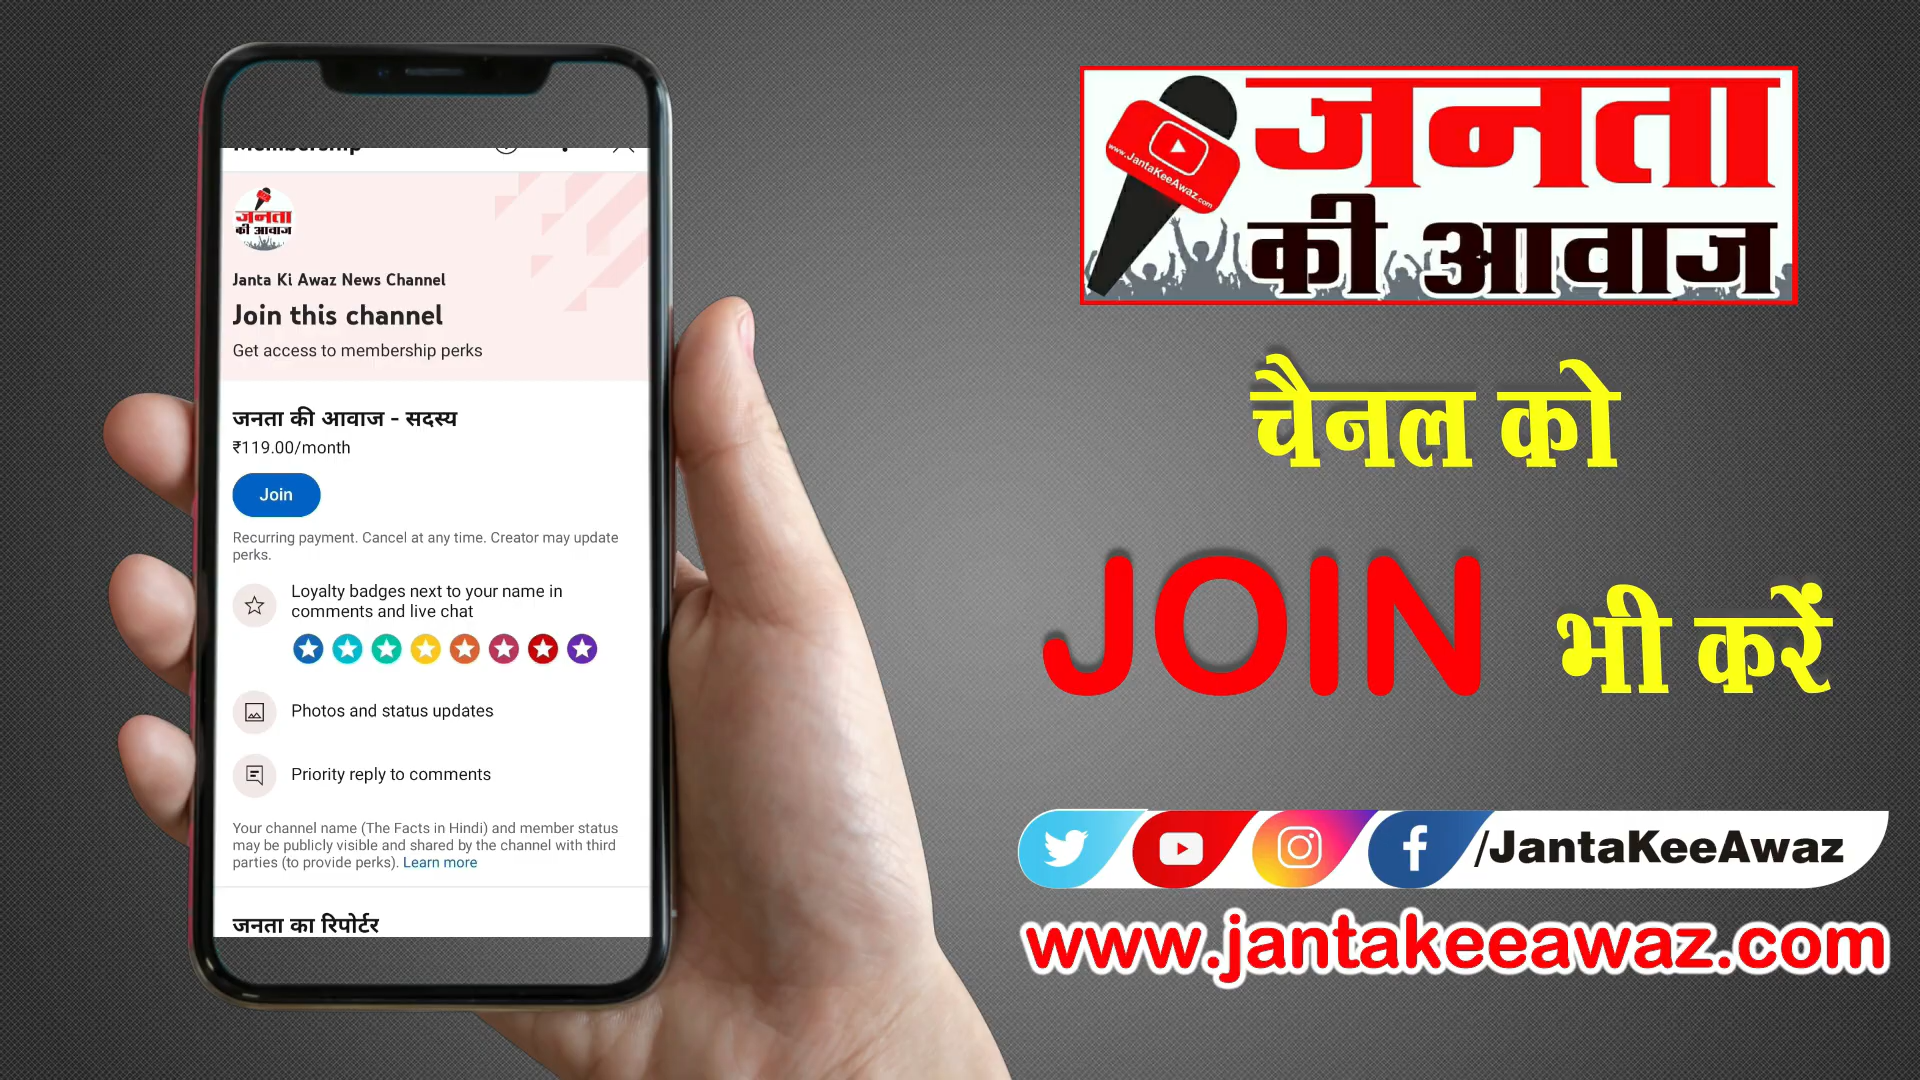 Membership
जनता
की आवाज
Janta Ki Awaz News Channel
Join this channel
Get access to membership perks
जनता की आवाज - सदस्य
₹119.00/month
Join
Recurring payment. Cancel at any time. Creator may update
perks.
Loyalty badges next to your name in
comments and live chat
Photos and status updates
Priority reply to comments
Your channel name (The Facts in Hindi) and member status
may be publicly visible and shared by the channel with third
parties (to provide perks). Learn more
जनता का रिपोर्टर
www.JantaKeeAwaz.com
जनता
की आवाज
चैनल को
JOIN भी करें
/JantaKeeAwaz
www.jantakeeawaz.com